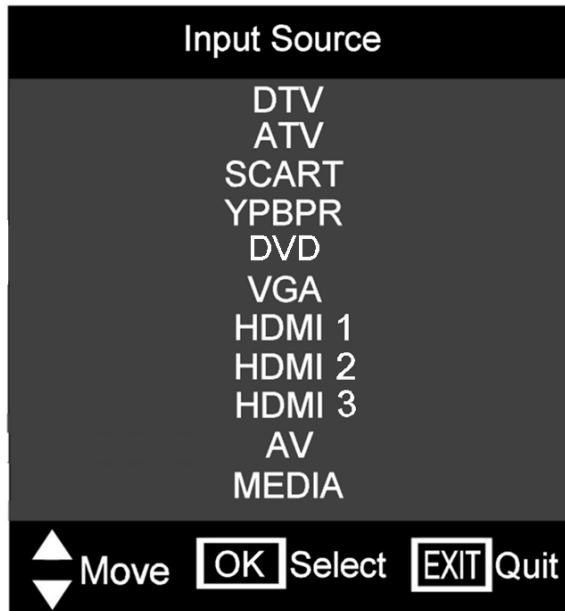 Input Source
DTV
ATV
SCART
YPBPR
DVD
VGA
HDMI 1
HDMI 2
HDMI 3
AV
MEDIA
Move OK Select EXIT Quit